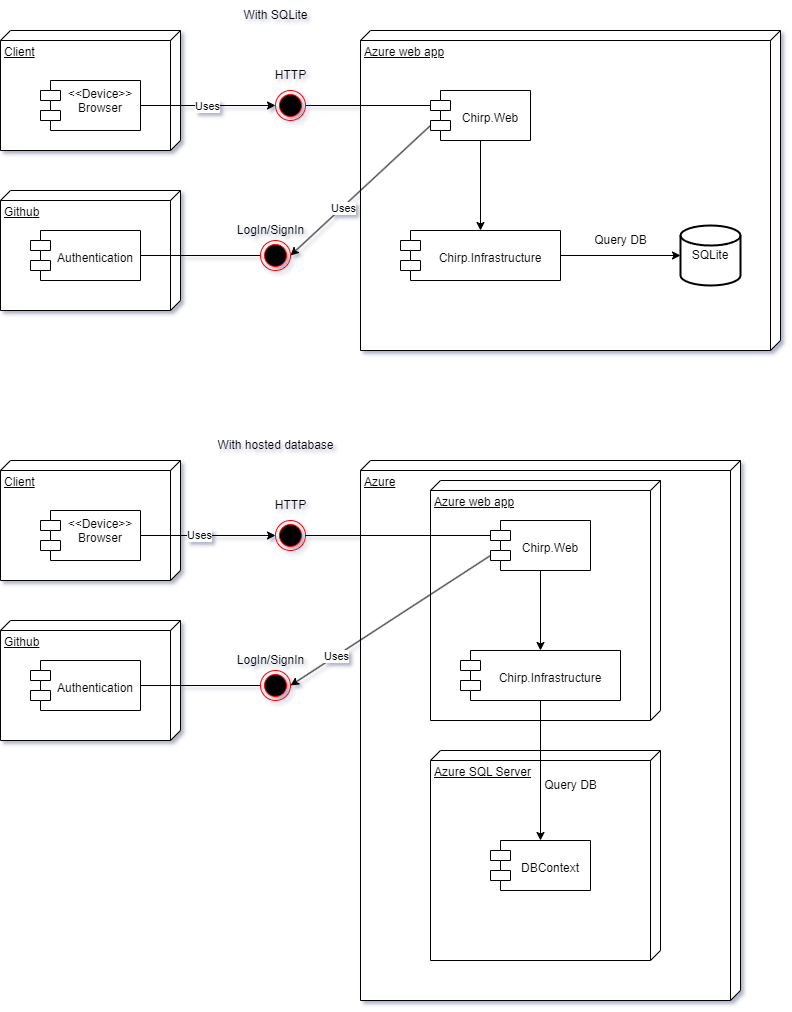 With SQLite
Client
<<Device>>
Browser
Uses
HTTP
Azure web app
Chirp.Web
Github
Authentication
LogIn/SignIn
Uses
Chirp.Infrastructure
Query DB
SQLite
With hosted database
Client
<<Device>>
Browser
Uses
HTTP
Azure
Azure web app
Chirp.Web
Github
Authentication
LogIn/SignIn
Uses
Chirp.Infrastructure
Azure SQL Server
Query DB
DBContext